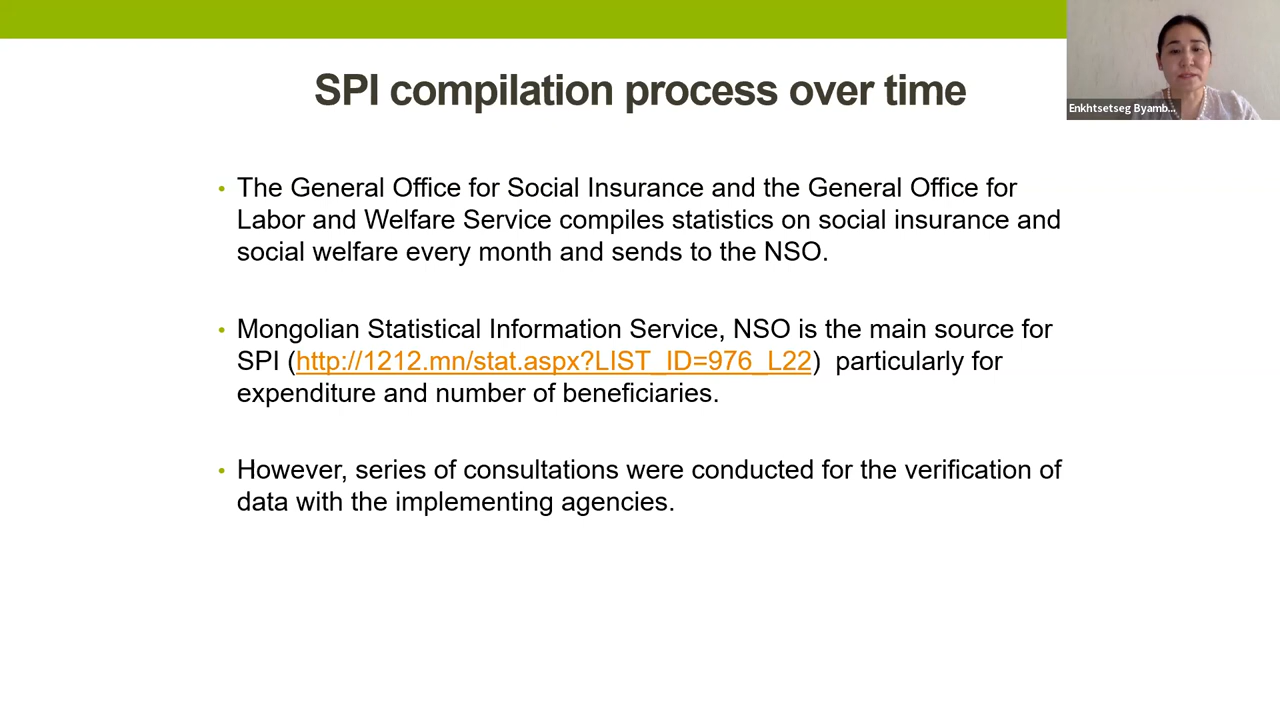 SPI compilation process over time
Enkhtsetseg Byamb...
• The General Office for Social Insurance and the General Office for
Labor and Welfare Service compiles statistics on social insurance and
social welfare every month and sends to the NSO.
• Mongolian Statistical Information Service, NSO is the main source for
SPI (http://1212.mn/stat.aspx?LIST_ID=976_L22) particularly for
expenditure and number of beneficiaries.
• However, series of consultations were conducted for the verification of
data with the implementing agencies.